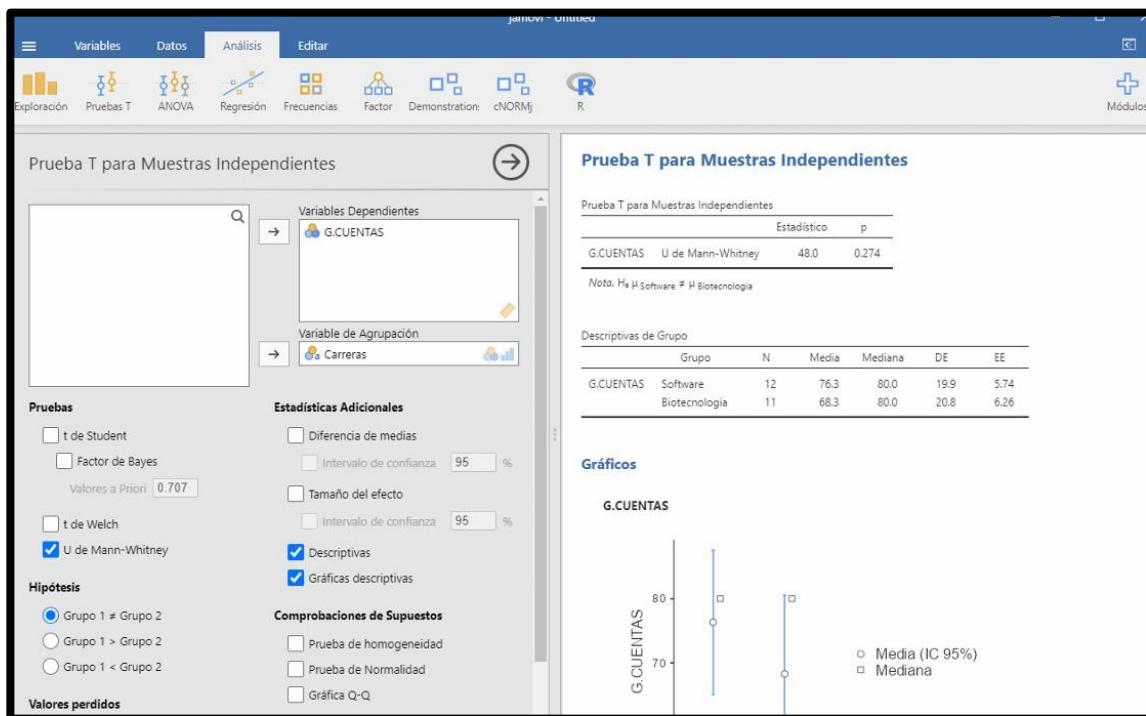 jamovi - Untitled
Variables Datos Análisis Editar
Exploración Pruebas T ANOVA Regresión Frecuencias Factor Demonstrations cNORMj R Módulos
Prueba T para Muestras Independientes
Variables Dependientes
G.CUENTAS
Variable de Agrupación
Carreras
Pruebas
t de Student
Factor de Bayes
Valores a Priori 0.707
t de Welch
U de Mann-Whitney
Hipótesis
Grupo 1 ≠ Grupo 2
Grupo 1 > Grupo 2
Grupo 1 < Grupo 2
Valores perdidos
Estadísticas Adicionales
Diferencia de medias
Intervalo de confianza 95 %
Tamaño del efecto
Intervalo de confianza 95 %
Descriptivas
Gráficas descriptivas
Comprobaciones de Supuestos
Prueba de homogeneidad
Prueba de Normalidad
Gráfica Q-Q
Prueba T para Muestras Independientes
Prueba T para Muestras Independientes
Estadístico p
G.CUENTAS U de Mann-Whitney 48.0 0.274
Nota. Hₐ μ Software ≠ μ Biotecnologia
Descriptivas de Grupo
Grupo N Media Mediana DE EE
G.CUENTAS Software 12 76.3 80.0 19.9 5.74
Biotecnologia 11 68.3 80.0 20.8 6.26
Gráficos
G.CUENTAS
80
70
G.CUENTAS
Media (IC 95%)
Mediana